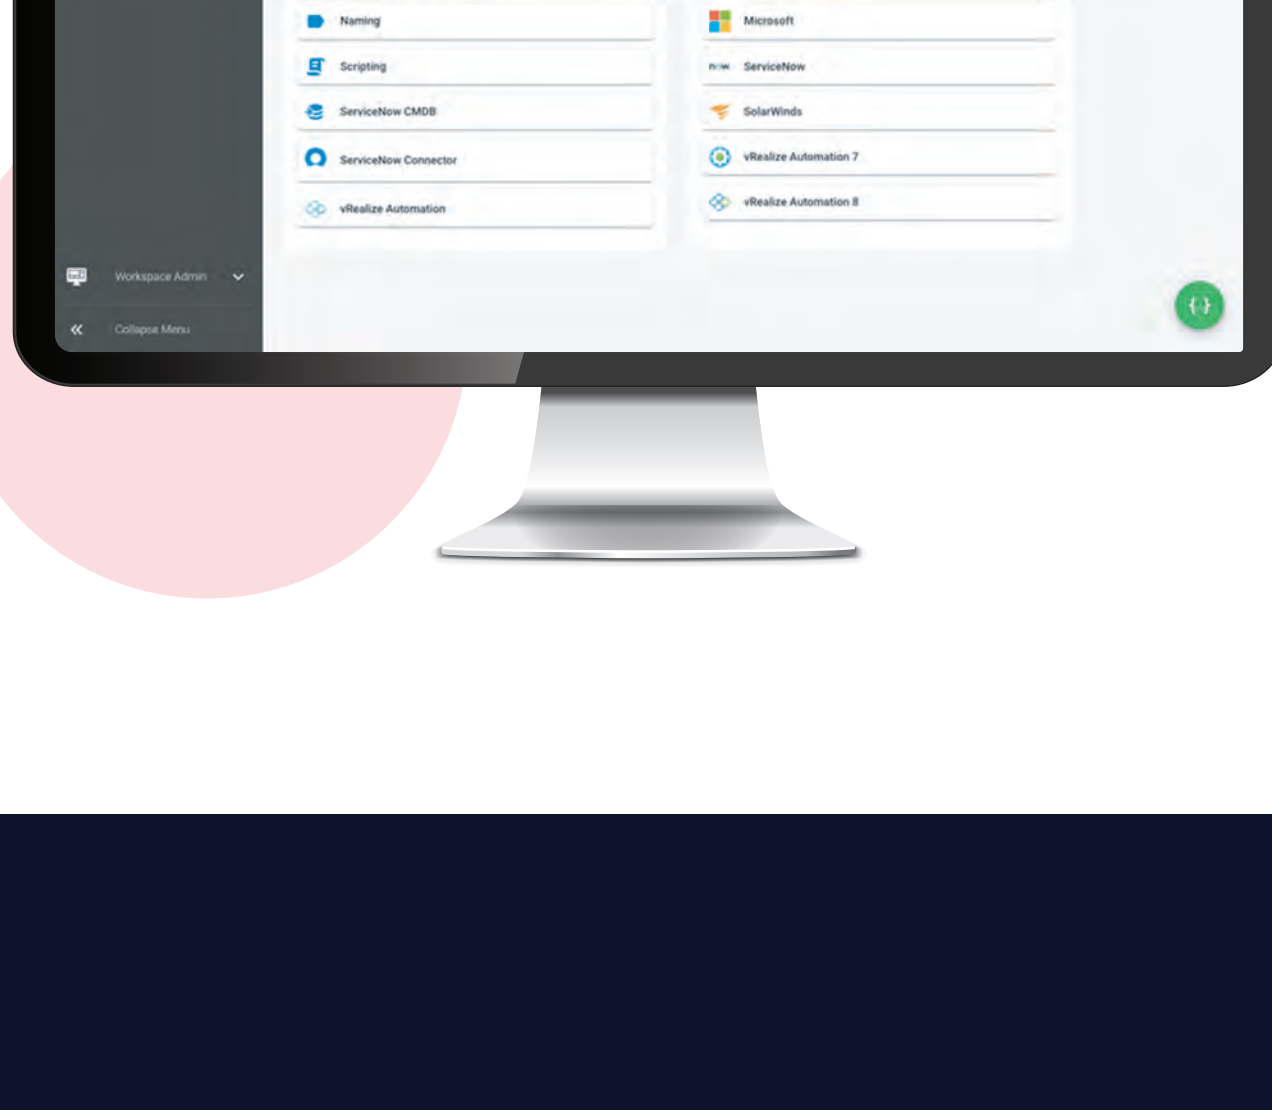 Naming
Scripting
ServiceNow CMDB
ServiceNow Connector
vRealize Automation
Microsoft
now ServiceNow
SolarWinds
vRealize Automation 7
vRealize Automation 8
Workspace Admin
Collapse Menu
{ }